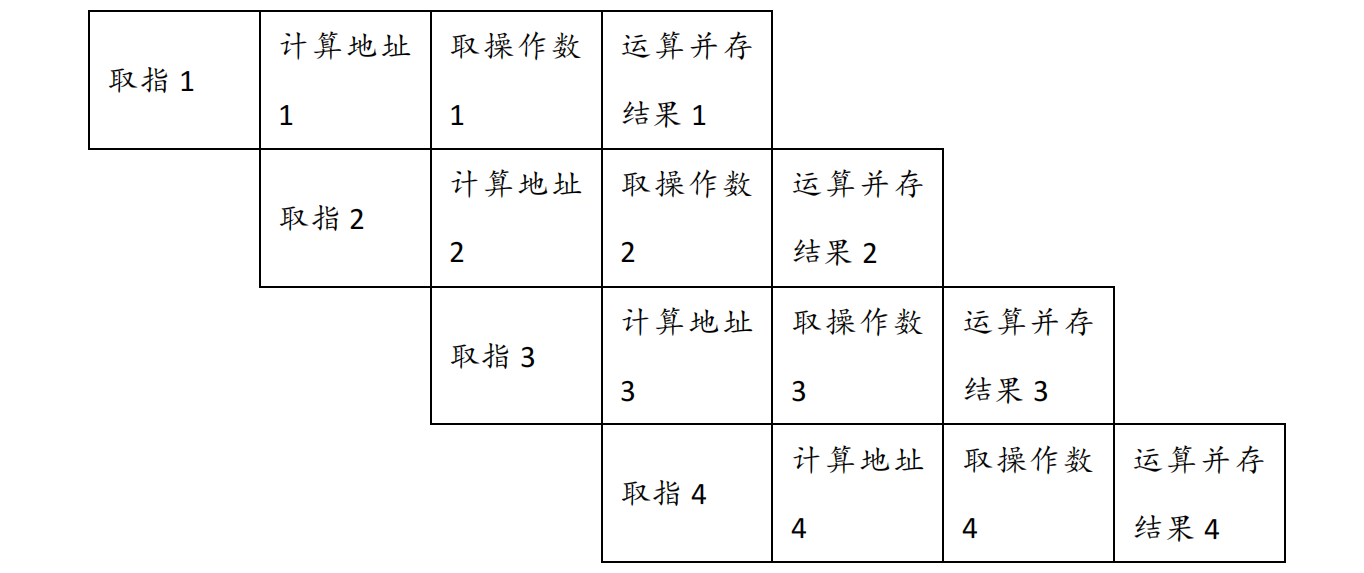 取指 1
计算地址
1
取操作数
1
运算并存
结果 1
取指 2
计算地址
2
取操作数
2
运算并存
结果 2
取指 3
计算地址
3
取操作数
3
运算并存
结果 3
取指 4
计算地址
4
取操作数
4
运算并存
结果 4